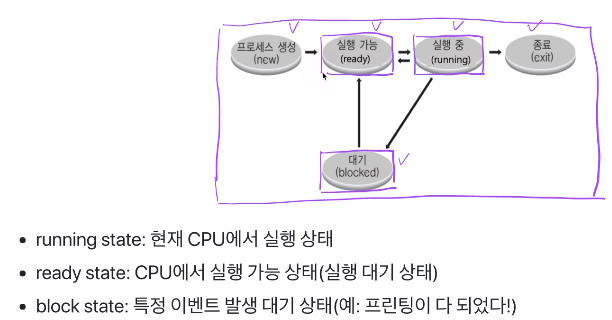 프로세스 생성
(new)
실행 가능
(ready)
실행 중
(running)
종료
(exit)
대기
(blocked)
• running state: 현재 CPU에서 실행 상태
• ready state: CPU에서 실행 가능 상태(실행 대기 상태)
• block state: 특정 이벤트 발생 대기 상태(예: 프린팅이 다 되었다!)